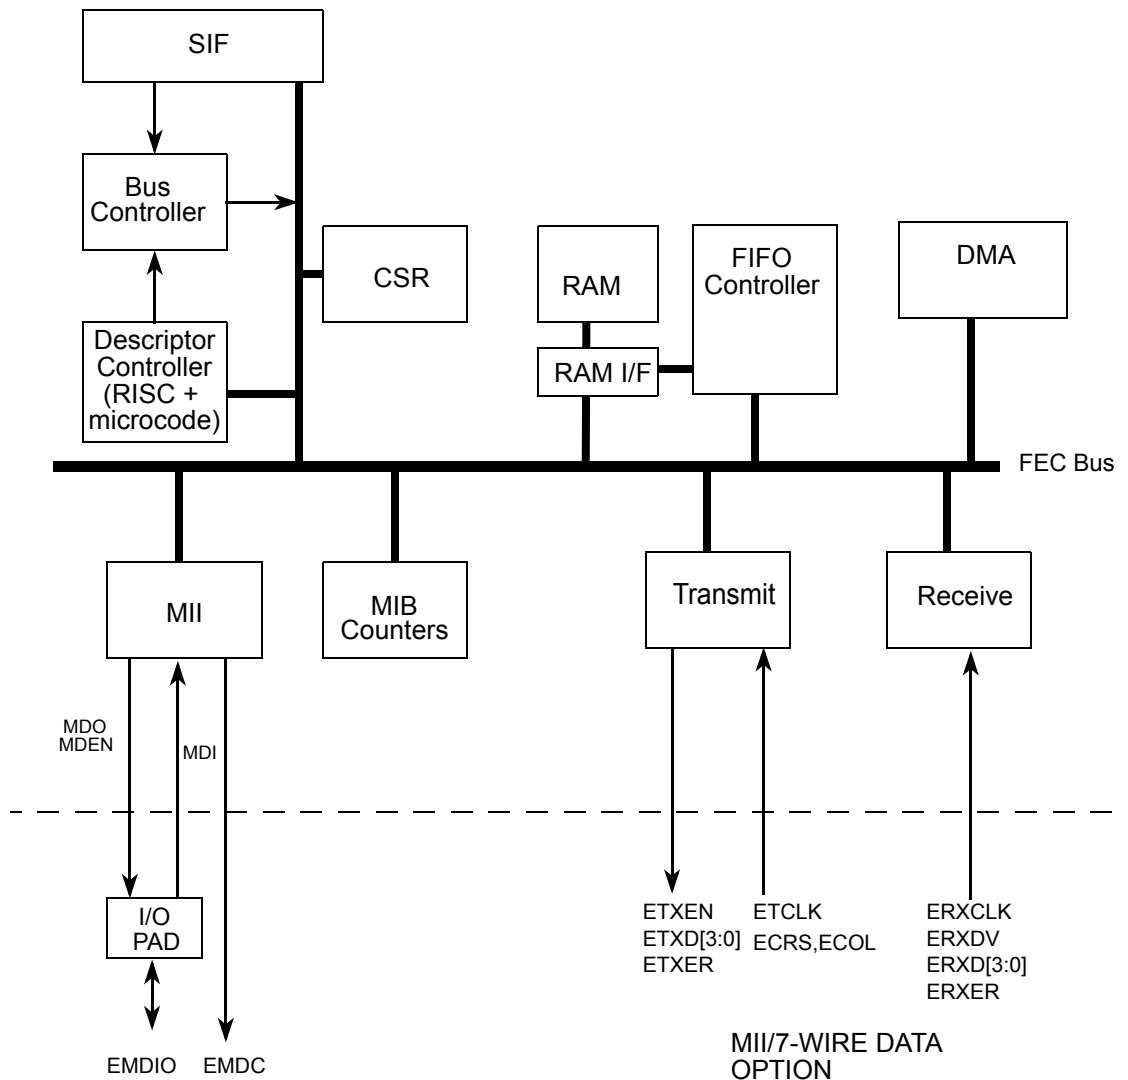 SIF
Bus
Controller
CSR
RAM
FIFO
Controller
DMA
Descriptor
Controller
(RISC +
microcode)
RAM I/F
FEC Bus
MII
MIB
Counters
Transmit
Receive
MDO
MDEN
MDI
I/O
PAD
ETXEN
ETXD[3:0]
ETXER
ETCLK
ECRS,ECOL
ERXCLK
ERXDV
ERXD[3:0]
ERXER
EMDIO
EMDC
MII/7-WIRE DATA
OPTION